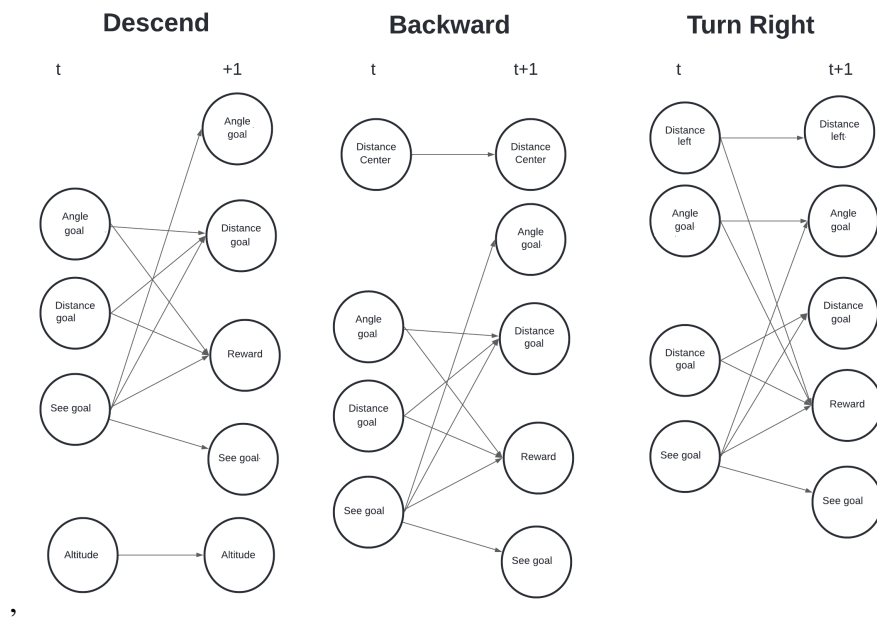 Descend
t
+1
Angle
goal
Angle
goal
Distance
goal
Distance
goal
Reward
See goal
See goal
Altitude
Altitude
Backward
t
t+1
Distance
Center
Distance
Center
Angle
goal
Angle
goal
Distance
goal
Distance
goal
Reward
See goal
See goal
Turn Right
t
t+1
Distance
left
Distance
left
Angle
goal
Angle
goal
Distance
goal
Distance
goal
Reward
See goal
See goal
,